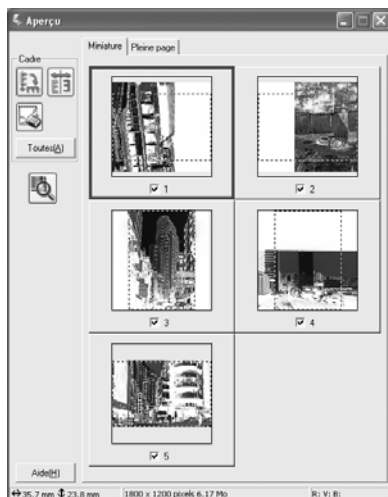 Aperçu
Miniature
Pleine page
Cadre
Toutes(A)
1
2
3
4
5
Aide(H)
35.7 mm 23.8 mm 1800 x 1200 pixels 6.17 Mo R: V: B: